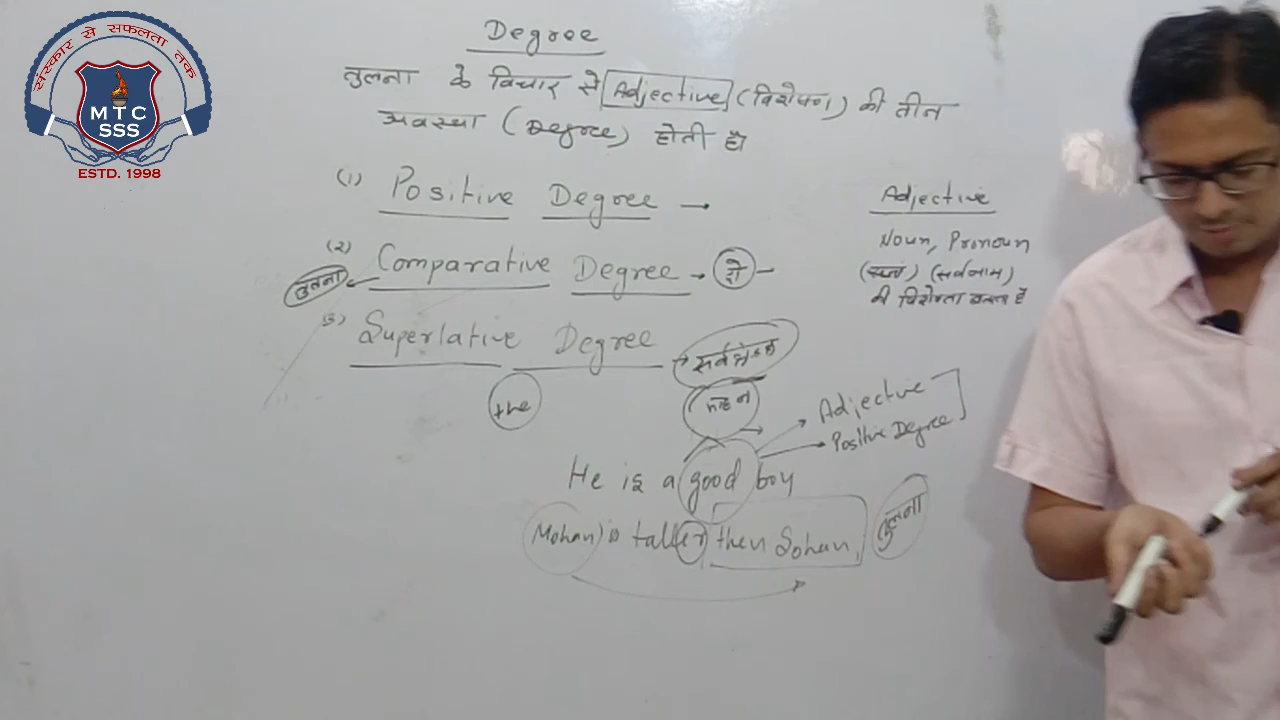 संस्कार से सफलता तक
MTC
SSS
ESTD. 1998
Degree
तुलना के विचार से Adjective (विशेषण) की तीन
अवस्था (Degree) होती है
(1) Positive Degree →
(2) Comparative Degree → दो –
तुलना
(3) Superlative Degree → सर्वश्रेष्ठ
the
Adjective
Noun, Pronoun
(सर्वनाम)
की विशेषता बताता है
Adjective
Positive Degree
He is a good boy
Mohan is taller then Sohan,
तुलना